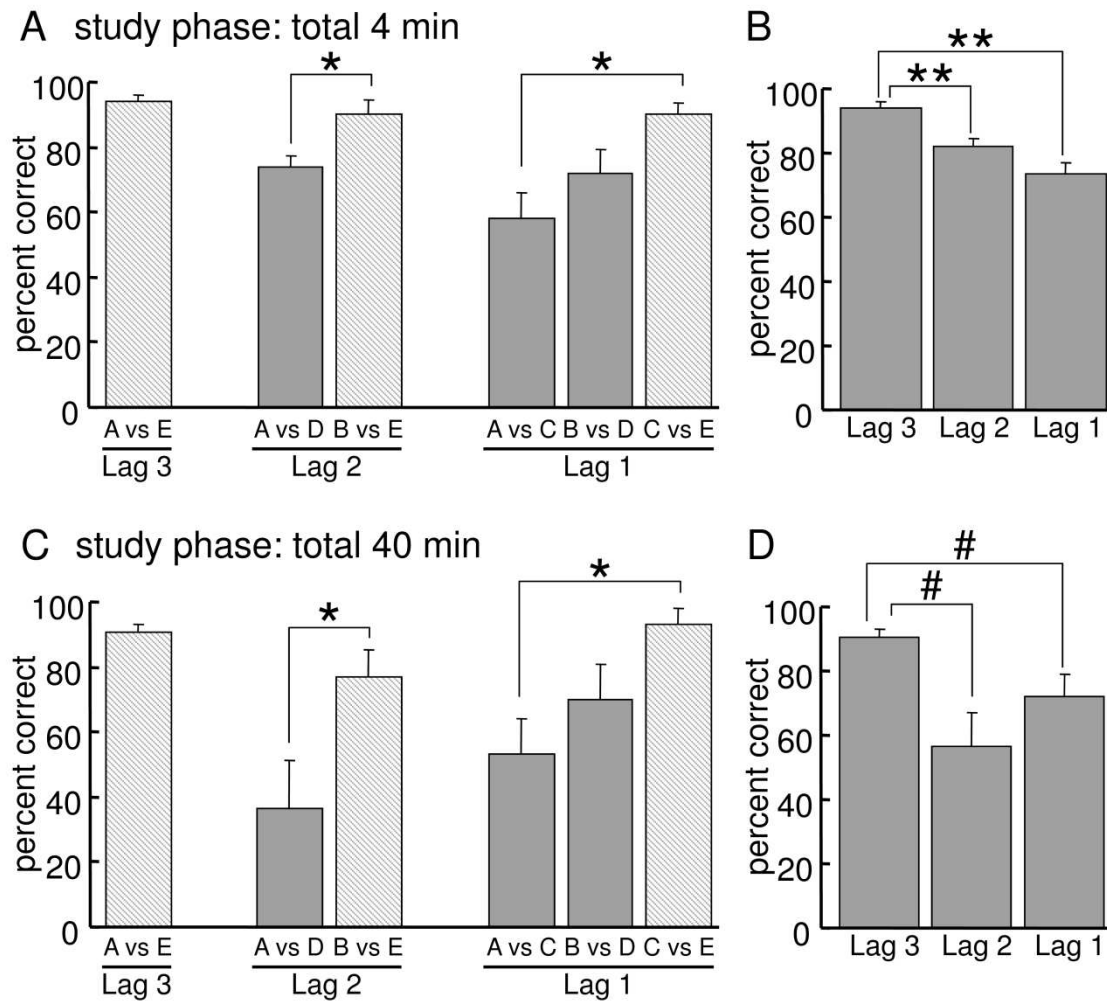 A study phase: total 4 min
percent correct
100
80
60
40
20
0
*
*
A vs E A vs D B vs E A vs C B vs D C vs E
Lag 3 Lag 2 Lag 1
B
percent correct
100
80
60
40
20
0
**
**
Lag 3 Lag 2 Lag 1
C study phase: total 40 min
percent correct
100
80
60
40
20
0
*
*
A vs E A vs D B vs E A vs C B vs D C vs E
Lag 3 Lag 2 Lag 1
D
percent correct
100
80
60
40
20
0
#
#
Lag 3 Lag 2 Lag 1